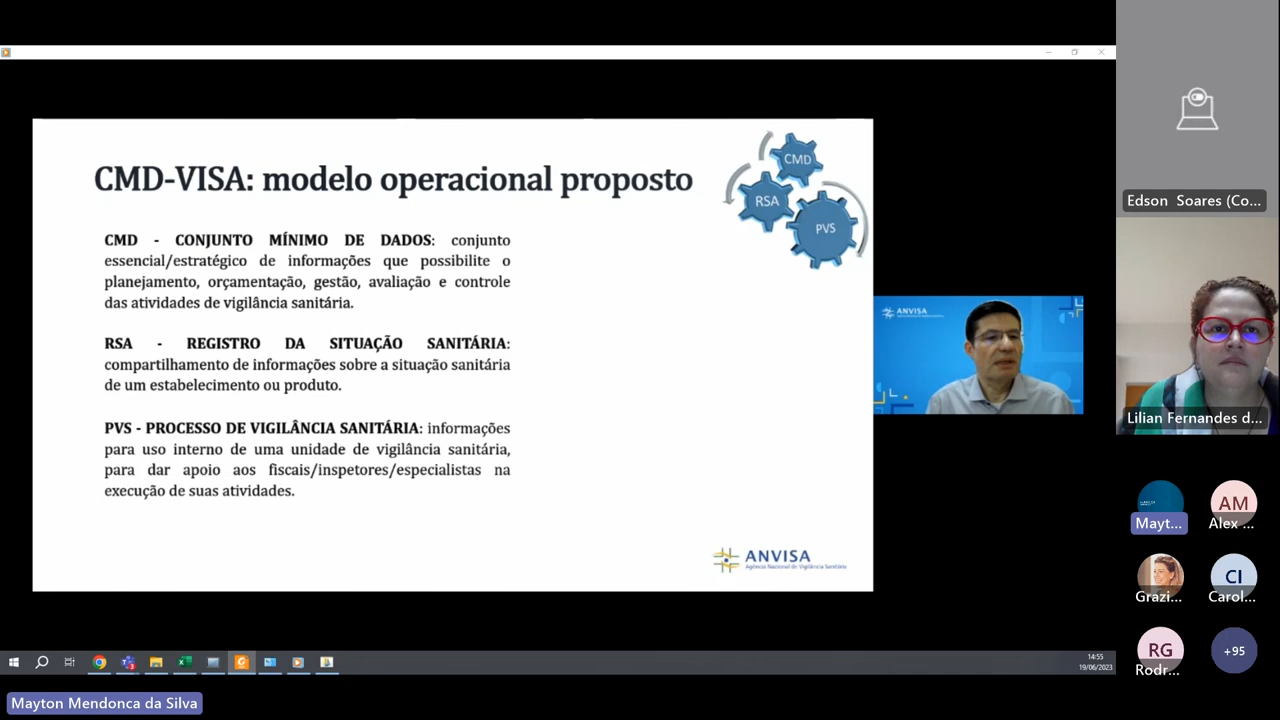 CMD-VISA: modelo operacional proposto
CMD
RSA
PVS
CMD - CONJUNTO MÍNIMO DE DADOS: conjunto
essencial/estratégico de informações que possibilite o
planejamento, orçamentação, gestão, avaliação e controle
das atividades de vigilância sanitária.
RSA - REGISTRO DA SITUAÇÃO SANITÁRIA:
compartilhamento de informações sobre a situação sanitária
de um estabelecimento ou produto.
PVS - PROCESSO DE VIGILÂNCIA SANITÁRIA: informações
para uso interno de uma unidade de vigilância sanitária,
para dar apoio aos fiscais/inspetores/especialistas na
execução de suas atividades.
ANVISA
Agência Nacional de Vigilância Sanitária
ANVISA
Edson Soares (Co...
Lilian Fernandes d...
Mayt...
AM
Alex ...
Grazi...
CI
Carol...
RG
Rodr...
+95
14:55
19/06/2023
Mayton Mendonca da Silva